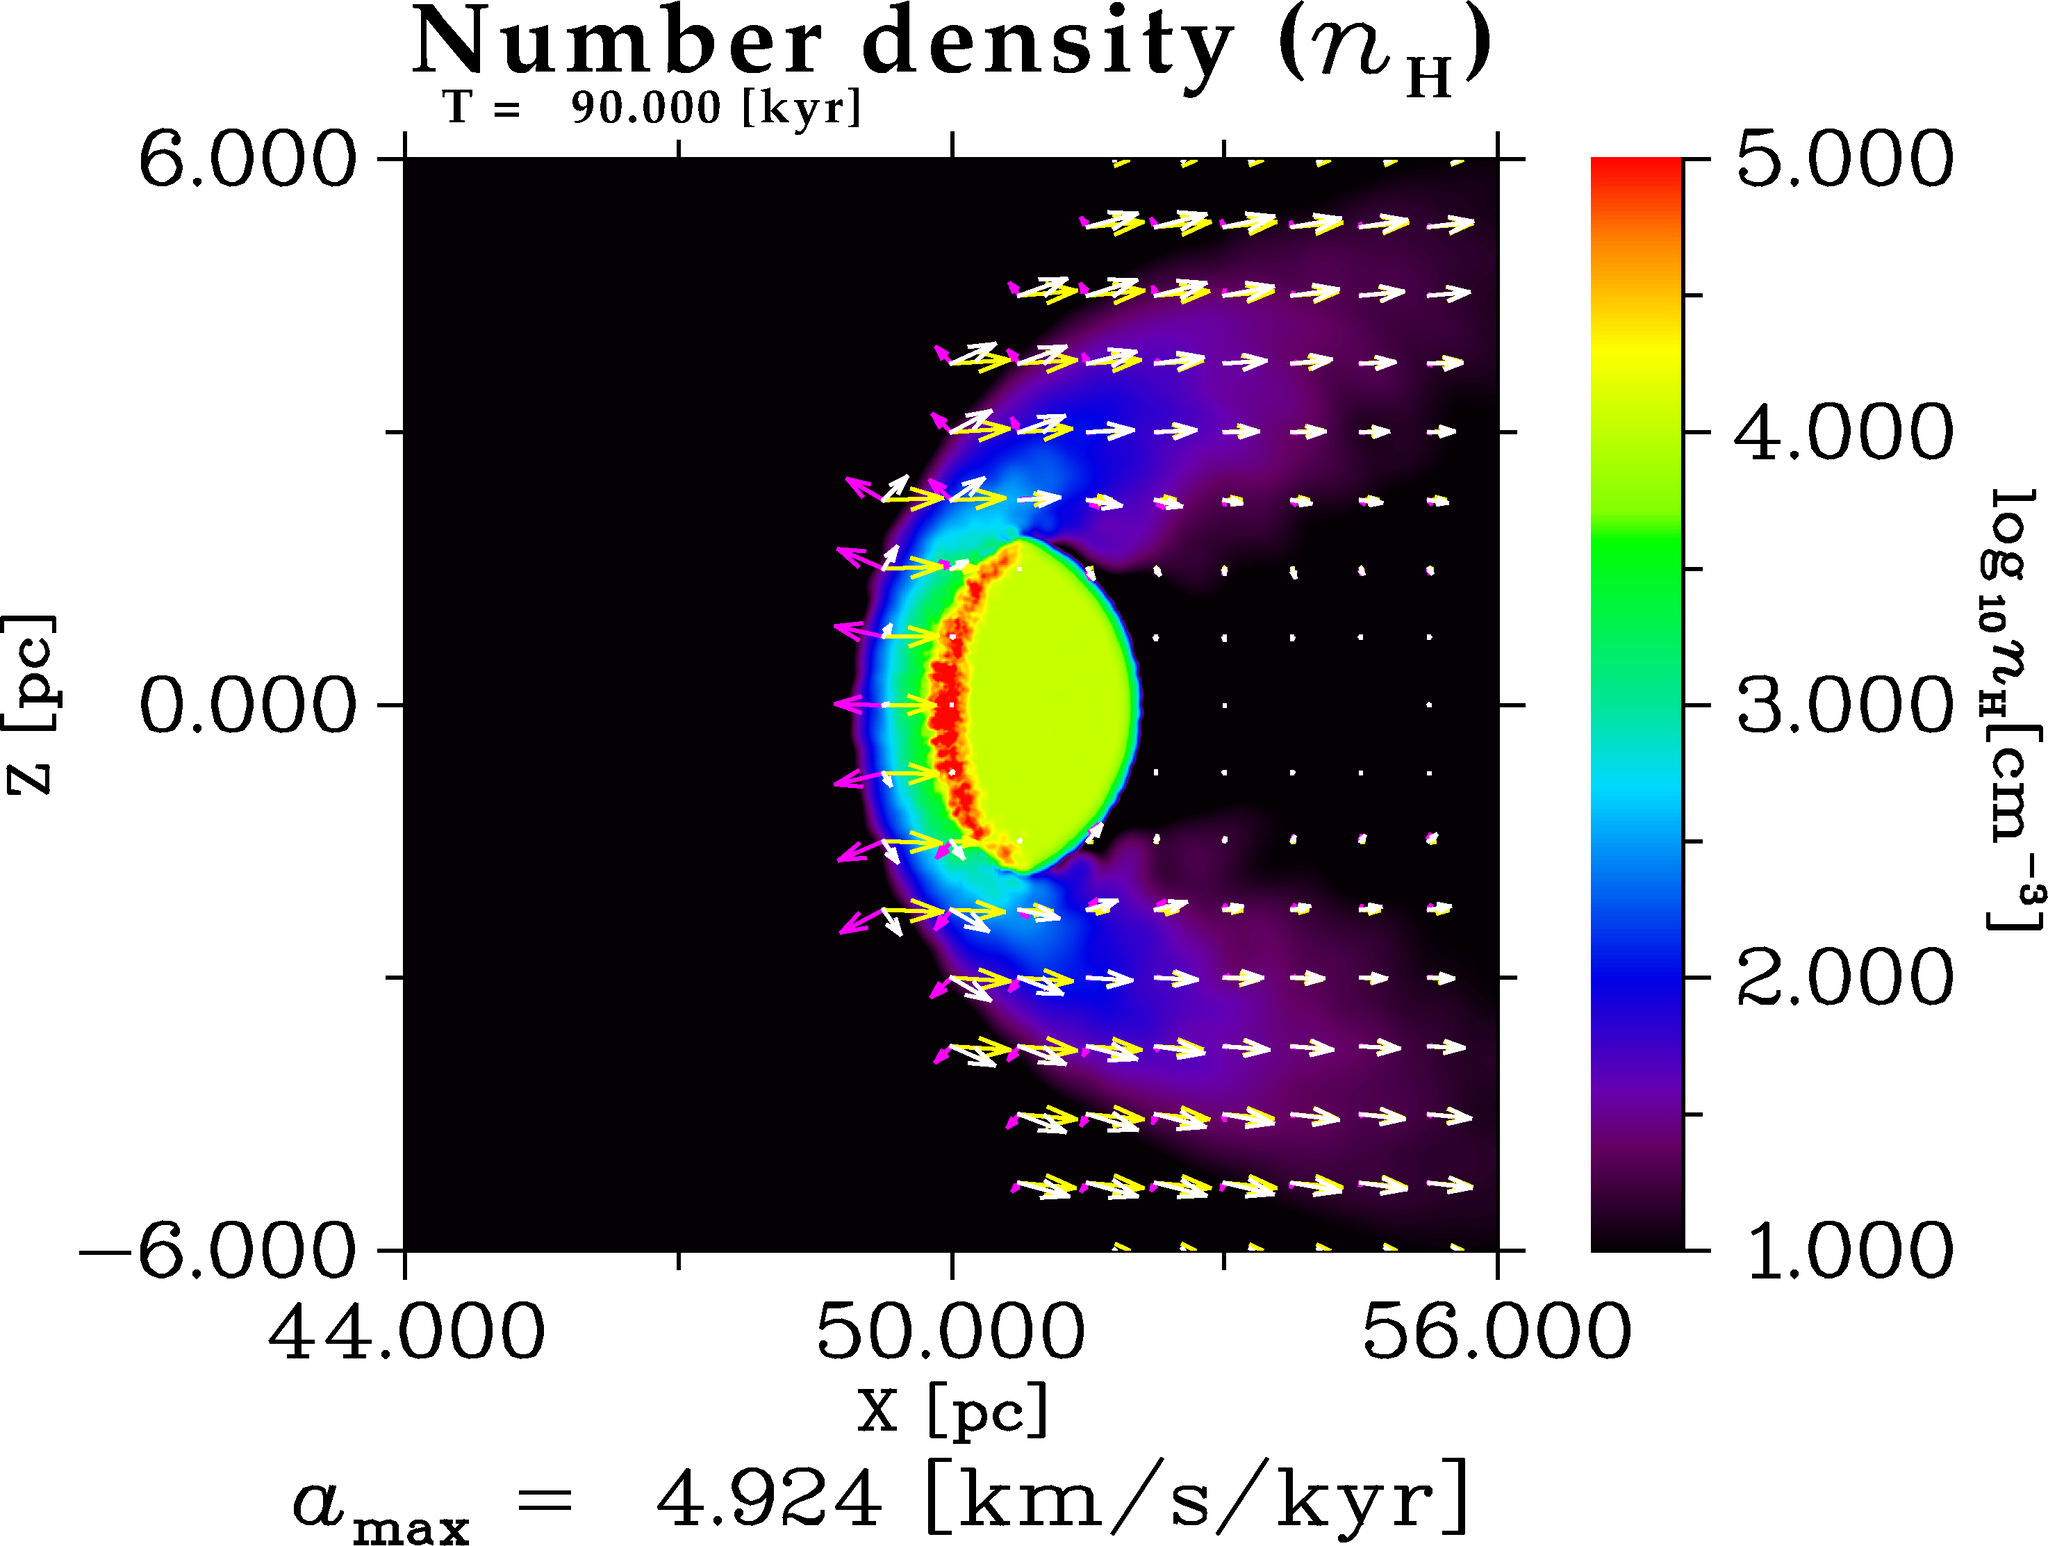 Number density (n H)
T = 90.000 [kyr]
6.000
0.000
−6.000
Z [pc]
44.000 50.000 56.000
X [pc]
5.000
4.000
3.000
2.000
1.000
log10 nH [cm−3]
amax = 4.924 [km/s/kyr]